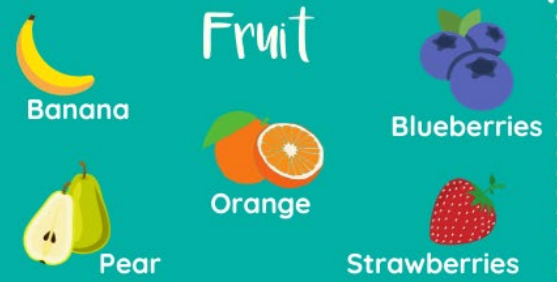 Fruit
Banana
Blueberries
Orange
Pear
Strawberries